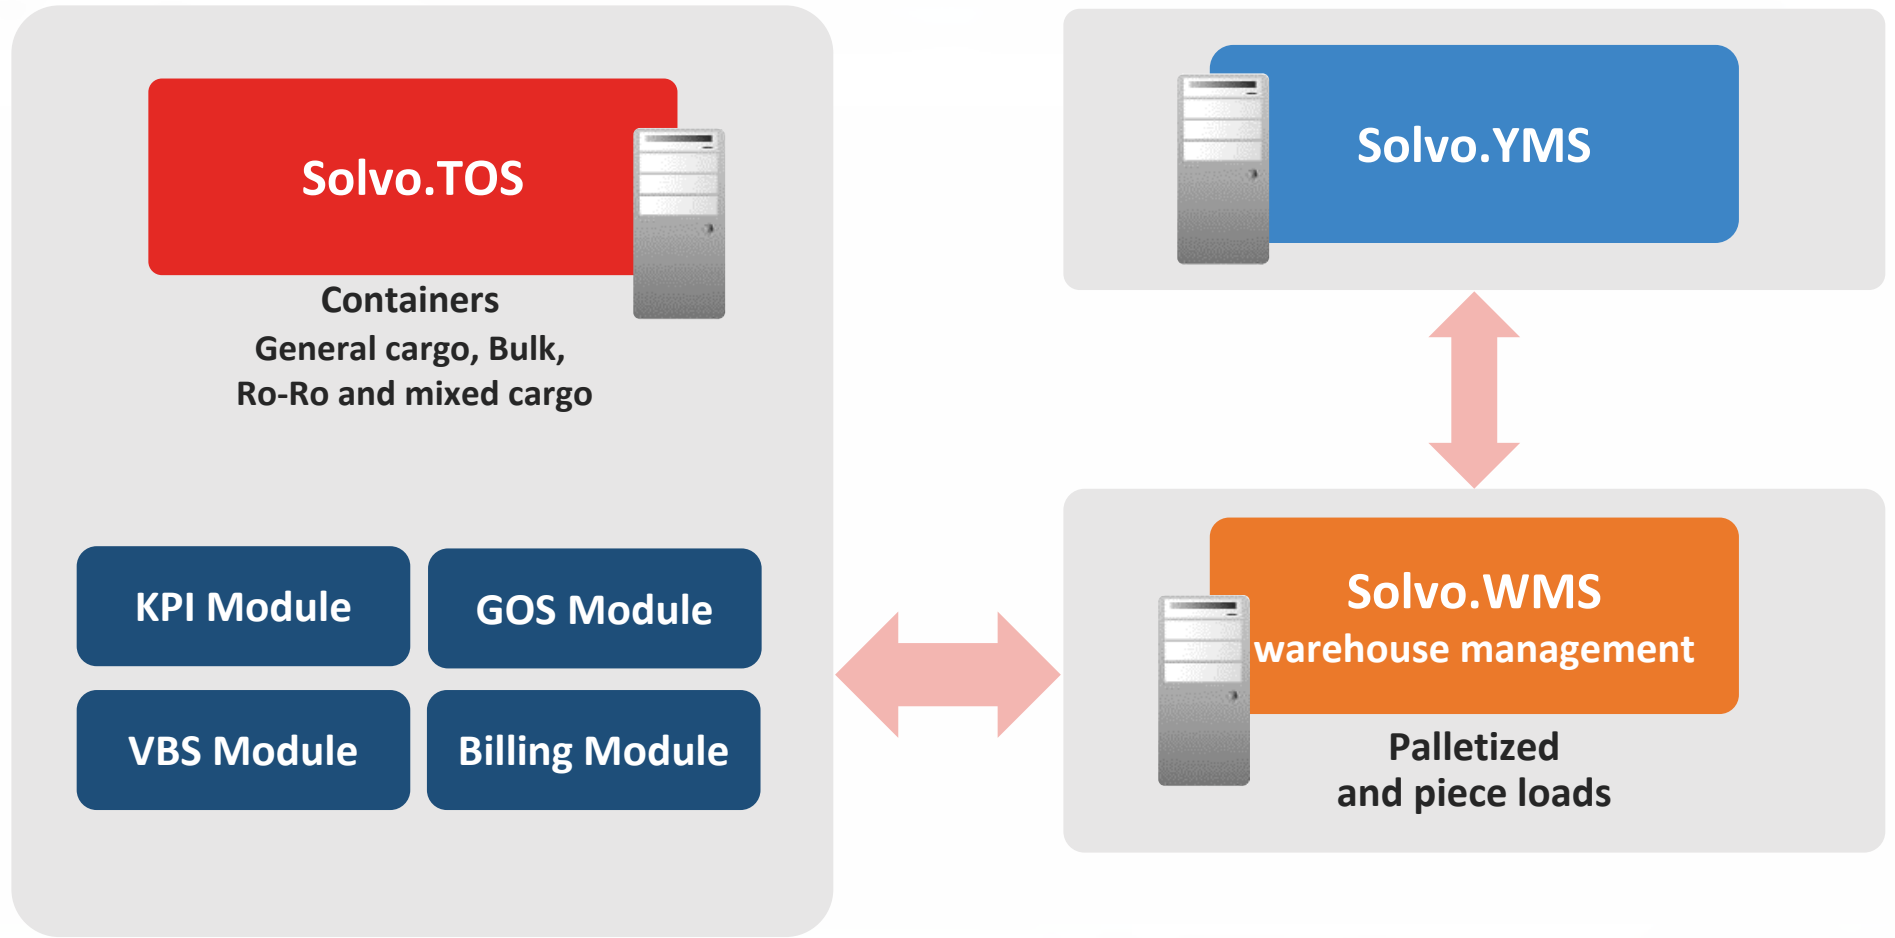 Solvo.TOS
Containers
General cargo, Bulk,
Ro-Ro and mixed cargo
KPI Module
GOS Module
VBS Module
Billing Module
Solvo.YMS
Solvo.WMS
warehouse management
Palletized
and piece loads